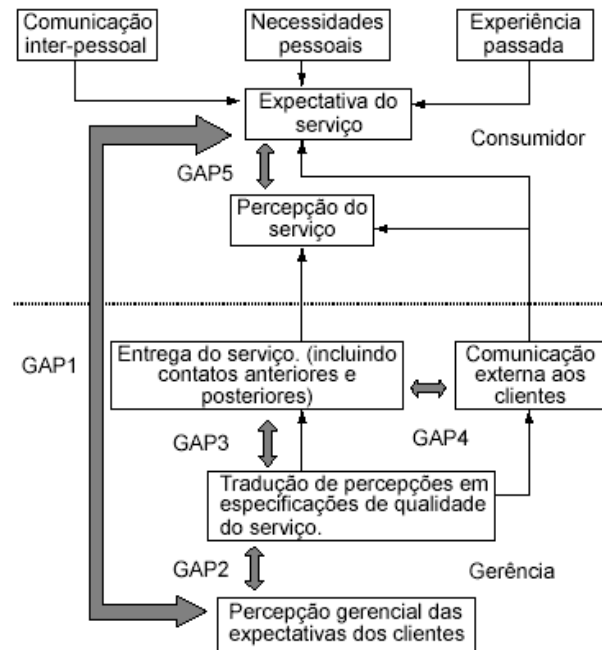 Comunicação
inter-pessoal
Necessidades
pessoais
Experiência
passada
Expectativa do
serviço
Consumidor
GAP5
Percepção do
serviço
GAP1
Entrega do serviço. (incluindo
contatos anteriores e
posteriores)
Comunicação
externa aos
clientes
GAP3
GAP4
Tradução de percepções em
especificações de qualidade
do serviço.
GAP2
Gerência
Percepção gerencial das
expectativas dos clientes